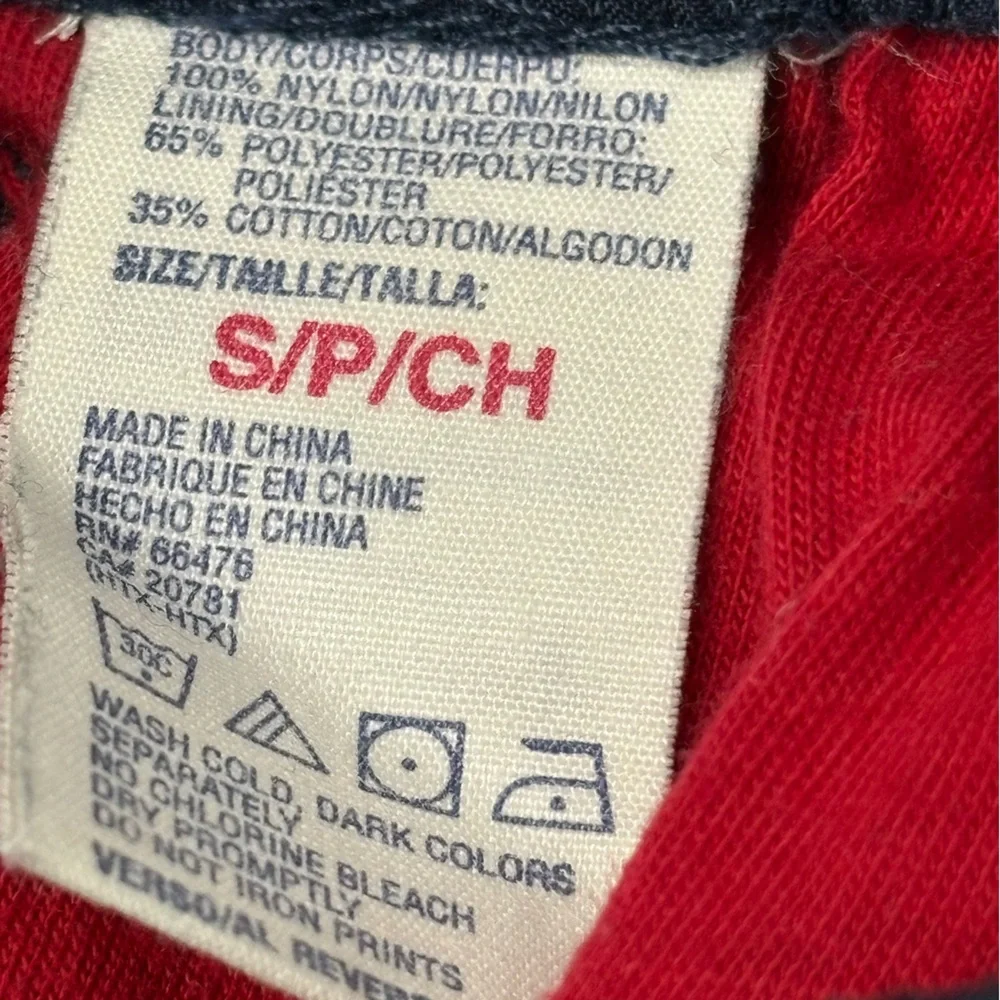 BODY/CORPS/CUERPO:
100% NYLON/NYLON/NILON
LINING/DOUBLURE/FORRO:
65% POLYESTER/POLYESTER/
POLIÉSTER
35% COTTON/COTON/ALGODON
SIZE/TAILLE/TALLA:
S/P/CH
MADE IN CHINA
FABRIQUE EN CHINE
HECHO EN CHINA
RN# 66476
CA# 20781
(HTX-HTX)
30C
WASH COLD, DARK COLORS
SEPARATELY
NO CHLORINE BLEACH
DRY PROMPTLY
DO NOT IRON PRINTS
VERSO/AL REVERS